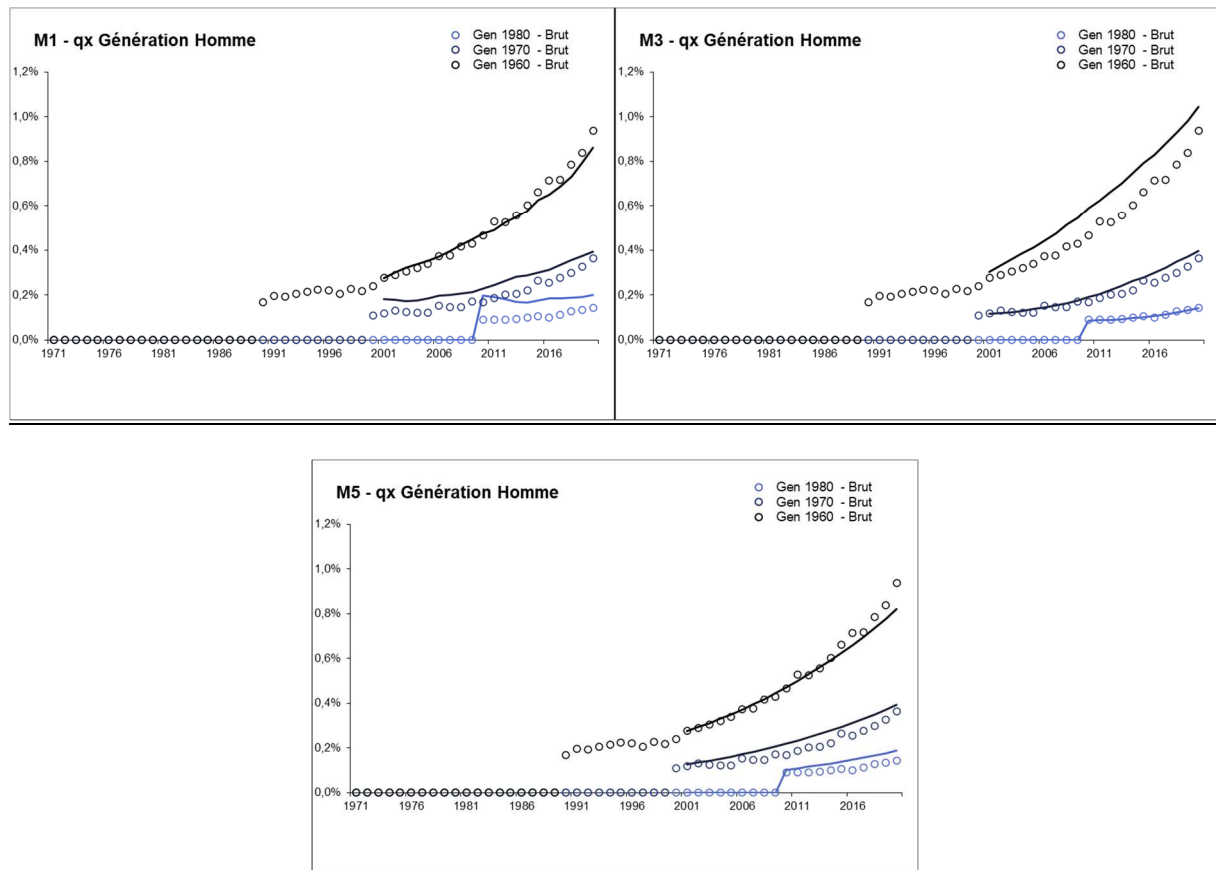 M1 - qx Génération Homme
Gen 1980 - Brut
Gen 1970 - Brut
Gen 1960 - Brut
1,2%
1,0%
0,8%
0,6%
0,4%
0,2%
0,0%
1971 1976 1981 1986 1991 1996 2001 2006 2011 2016
M3 - qx Génération Homme
Gen 1980 - Brut
Gen 1970 - Brut
Gen 1960 - Brut
1,2%
1,0%
0,8%
0,6%
0,4%
0,2%
0,0%
1971 1976 1981 1986 1991 1996 2001 2006 2011 2016
M5 - qx Génération Homme
Gen 1980 - Brut
Gen 1970 - Brut
Gen 1960 - Brut
1,2%
1,0%
0,8%
0,6%
0,4%
0,2%
0,0%
1971 1976 1981 1986 1991 1996 2001 2006 2011 2016